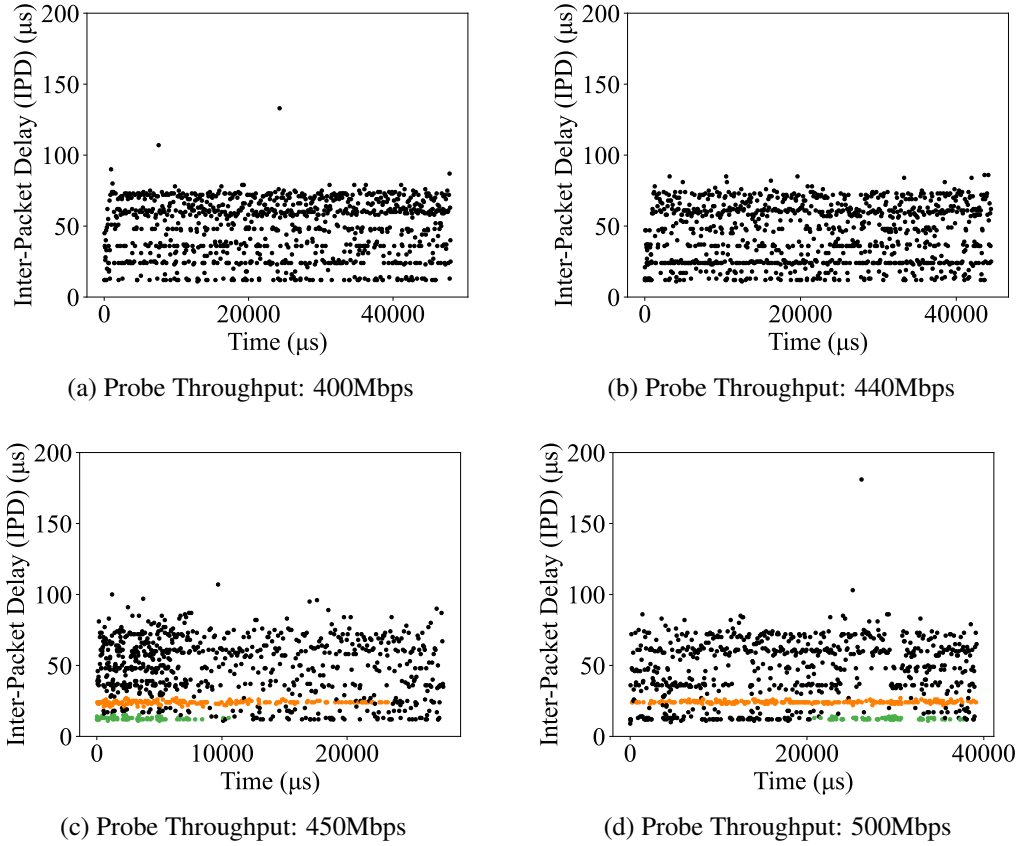 Inter-Packet Delay (IPD) (μs)
200
150
100
50
0
0 20000 40000
Time (μs)
(a) Probe Throughput: 400Mbps
Inter-Packet Delay (IPD) (μs)
200
150
100
50
0
0 20000 40000
Time (μs)
(b) Probe Throughput: 440Mbps
Inter-Packet Delay (IPD) (μs)
200
150
100
50
0
0 10000 20000
Time (μs)
(c) Probe Throughput: 450Mbps
Inter-Packet Delay (IPD) (μs)
200
150
100
50
0
0 20000 40000
Time (μs)
(d) Probe Throughput: 500Mbps